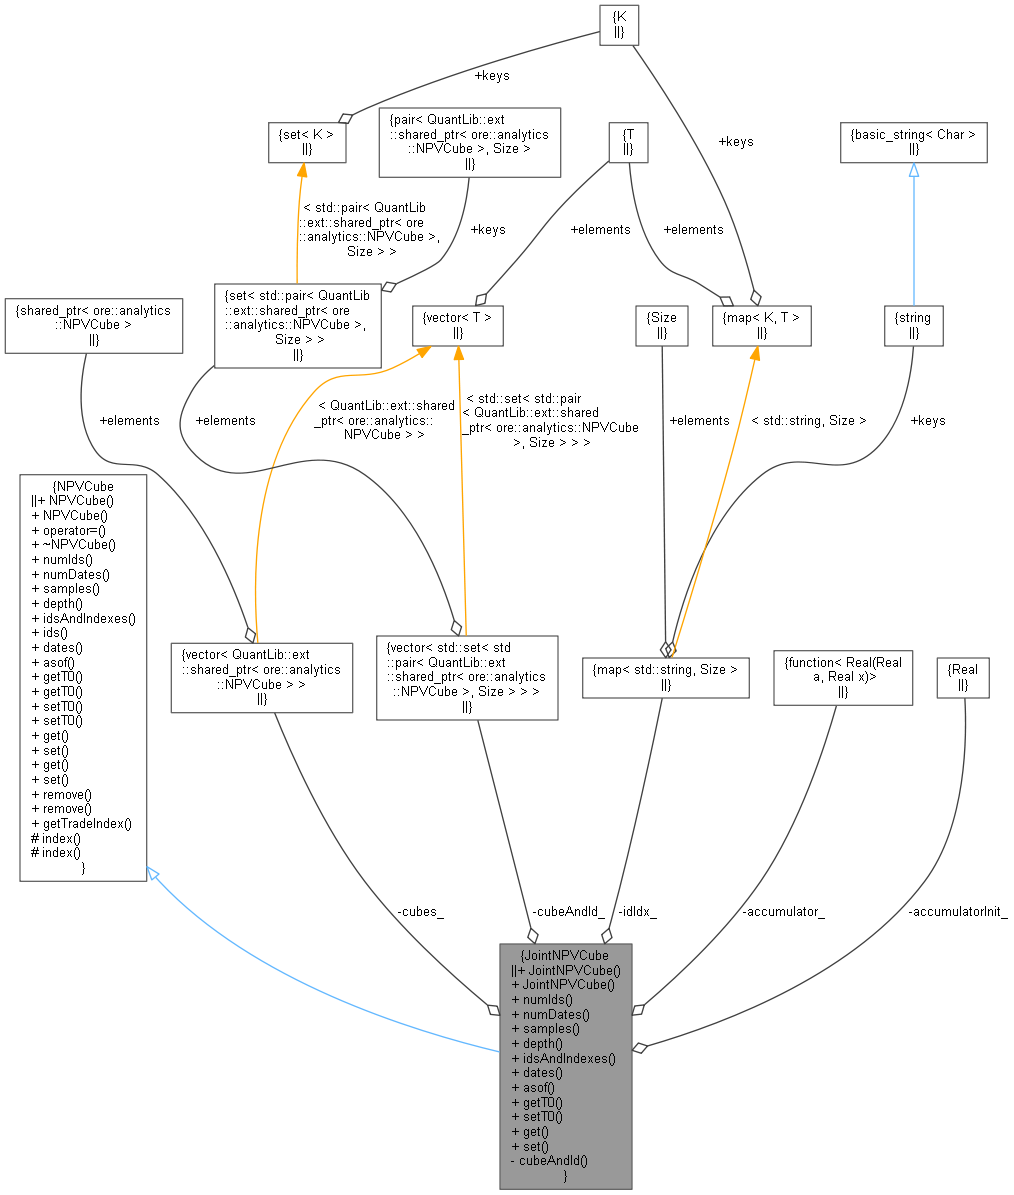 {K
||}
+keys
{set< K >
||}
{pair< QuantLib::ext
::shared_ptr< ore::analytics
::NPVCube >, Size >
||}
{T
||}
+keys
{basic_string< Char >
||}
< std::pair< QuantLib
::ext::shared_ptr< ore
::analytics::NPVCube >,
Size > >
+keys
+elements
+elements
{shared_ptr< ore::analytics
::NPVCube >
||}
{set< std::pair< QuantLib
::ext::shared_ptr< ore
::analytics::NPVCube >,
Size > >
||}
{vector< T >
||}
{Size
||}
{map< K, T >
||}
{string
||}
+elements
+elements
< QuantLib::ext::shared
_ptr< ore::analytics::
NPVCube > >
< std::set< std::pair
< QuantLib::ext::shared
_ptr< ore::analytics::NPVCube
>, Size > > >
+elements
< std::string, Size >
+keys
{NPVCube
||+ NPVCube()
+ NPVCube()
+ operator=()
+ ~NPVCube()
+ numIds()
+ numDates()
+ samples()
+ depth()
+ idsAndIndexes()
+ ids()
+ dates()
+ asof()
+ getT0()
+ getT0()
+ setT0()
+ setT0()
+ get()
+ set()
+ get()
+ set()
+ remove()
+ remove()
+ getTradeIndex()
# index()
# index()
}
{vector< QuantLib::ext
::shared_ptr< ore::analytics
::NPVCube > >
||}
{vector< std::set< std
::pair< QuantLib::ext
::shared_ptr< ore::analytics
::NPVCube >, Size > > >
||}
{map< std::string, Size >
||}
{function< Real(Real
a, Real x)>
||}
{Real
||}
-cubes_
-cubeAndId_
-idIdx_
-accumulator_
-accumulatorInit_
{JointNPVCube
||+ JointNPVCube()
+ JointNPVCube()
+ numIds()
+ numDates()
+ samples()
+ depth()
+ idsAndIndexes()
+ dates()
+ asof()
+ getT0()
+ setT0()
+ get()
+ set()
- cubeAndId()
}